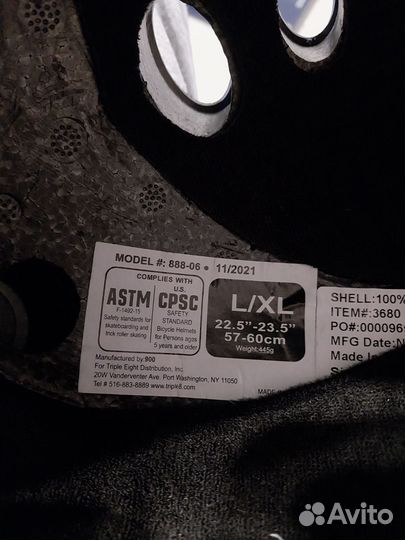 MODEL #: 888-06 • 11/2021
COMPLIES WITH
ASTM
F-1492-15
Safety standards for
skateboarding and
trick roller skating
U.S.
CPSC
SAFETY
STANDARD
Bicycle Helmets
for Persons ages
5 years and older
L/XL
22.5"-23.5"
57-60cm
Weight:445g
Manufactured by 900
For Triple Eight Distribution, Inc.
20W Vanderventer Ave. Port Washington, NY 11050
Tel # 516-883-8889 www.triple8.com
MADE
SHELL:100%
ITEM#:3680
PO#:0000969
MFG Date:N
Made In
Avito